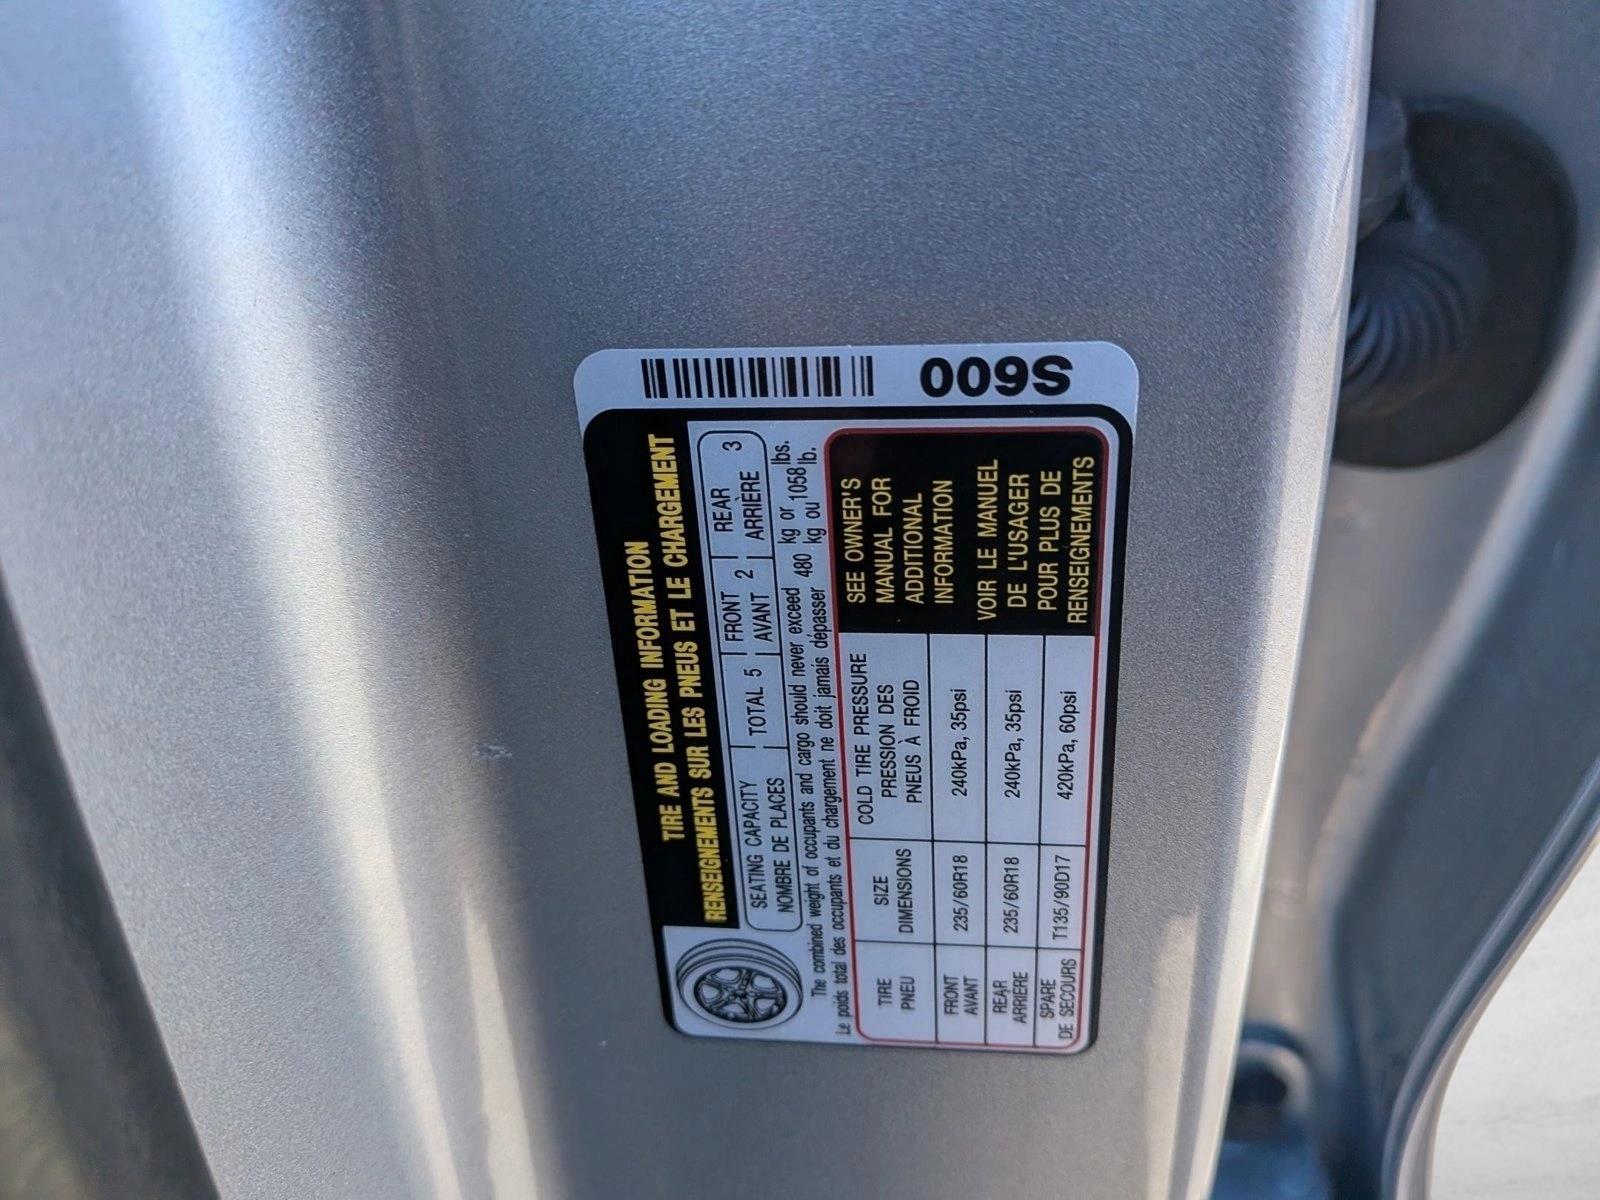 TIRE AND LOADING INFORMATION
RENSEIGNEMENTS SUR LES PNEUS ET LE CHARGEMENT
SEATING CAPACITY TOTAL 5 FRONT 2 REAR 3
NOMBRE DE PLACES AVANT ARRIÈRE
The combined weight of occupants and cargo should never exceed 480 kg or 1058 lbs.
Le poids total des occupants et du chargement ne doit jamais dépasser kg ou lb.
TIRE SIZE COLD TIRE PRESSURE
PNEU DIMENSIONS PRESSION DES
PNEUS À FROID
FRONT 235/60R18 240kPa, 35psi
AVANT
REAR 235/60R18 240kPa, 35psi
ARRIÈRE
SPARE T135/90D17 420kPa, 60psi
DE SECOURS
SEE OWNER'S
MANUAL FOR
ADDITIONAL
INFORMATION
VOIR LE MANUEL
DE L'USAGER
POUR PLUS DE
RENSEIGNEMENTS
S600